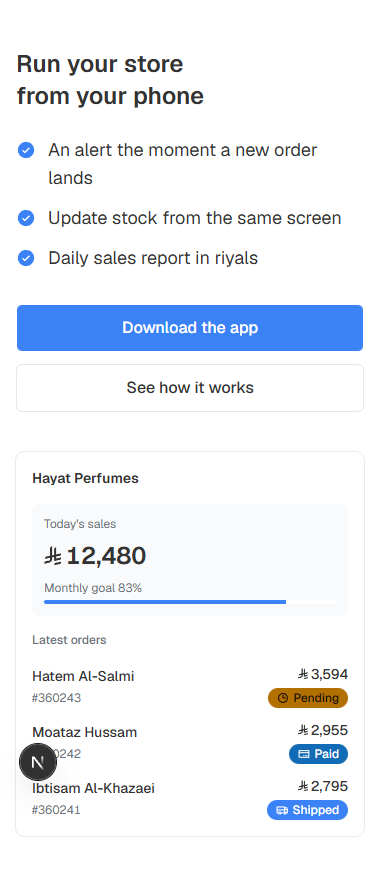 Run your store
from your phone
An alert the moment a new order
lands
Update stock from the same screen
Daily sales report in riyals
Download the app
See how it works
Hayat Perfumes
Today's sales
⃁ 12,480
Monthly goal 83%
Latest orders
Hatem Al-Salmi
⃁ 3,594
#360243
Pending
Moataz Hussam
⃁ 2,955
0242
Paid
N
Ibtisam Al-Khazaei
⃁ 2,795
#360241
Shipped